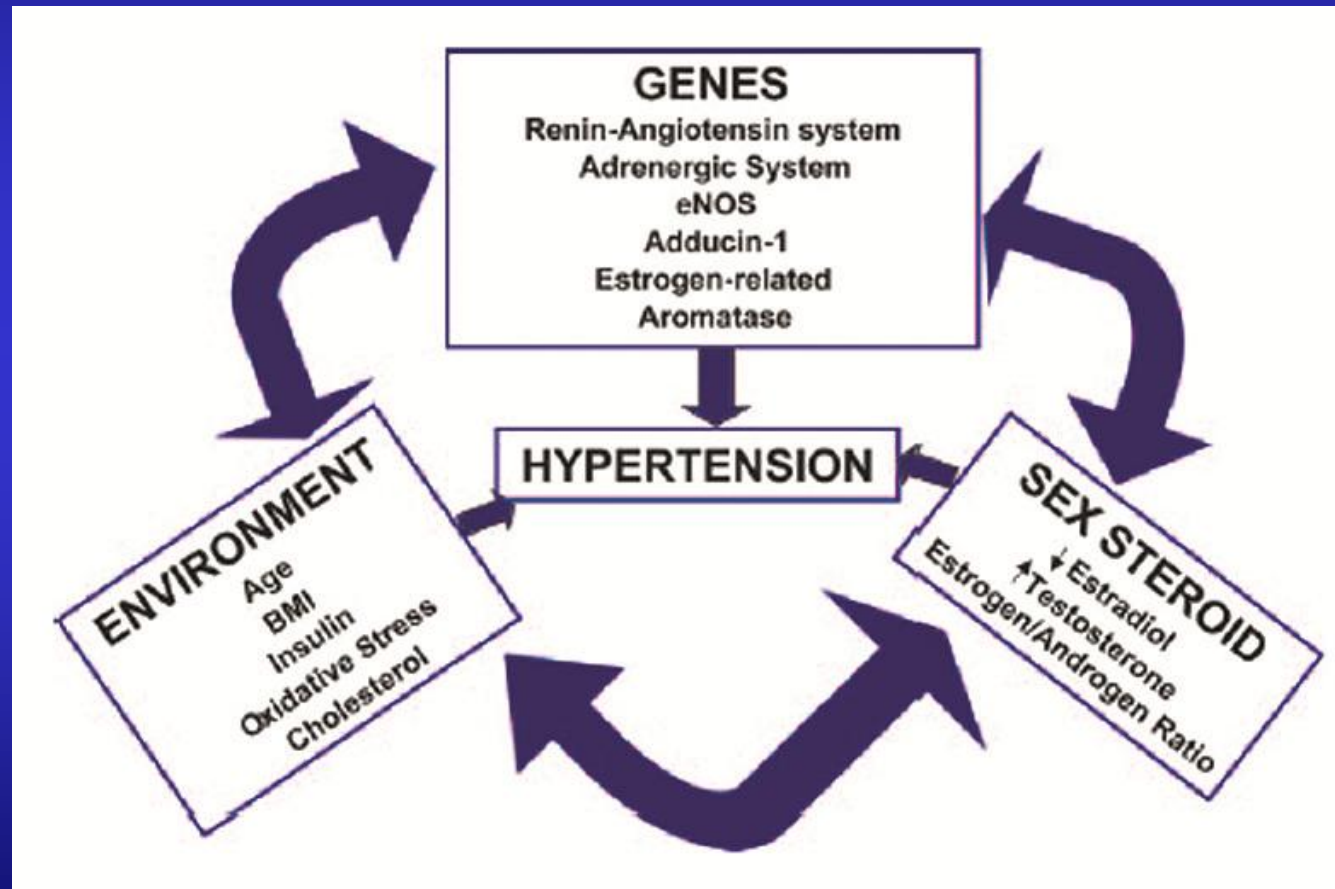 GENES
Renin-Angiotensin system
Adrenergic System
eNOS
Adducin-1
Estrogen-related
Aromatase
HYPERTENSION
ENVIRONMENT
Age
BMI
Insulin
Oxidative Stress
Cholesterol
SEX STEROID
↓Estradiol
↑Testosterone
Estrogen/Androgen Ratio